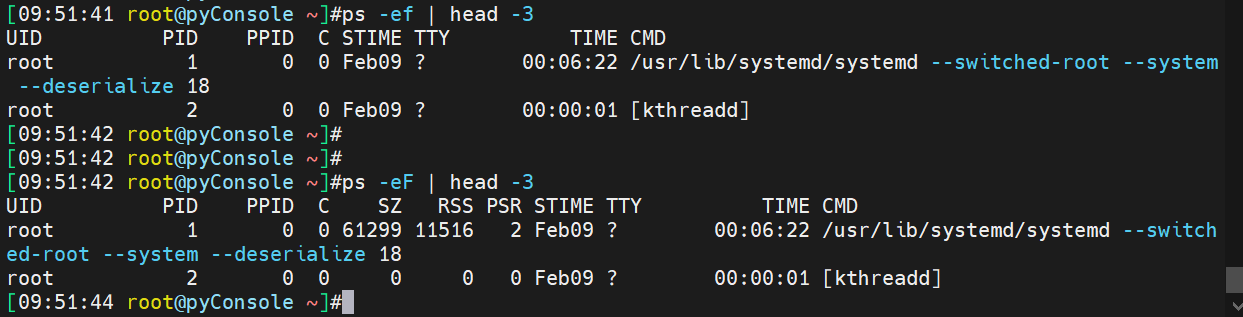 [09:51:41 root@pyConsole ~]#ps -ef | head -3
UID          PID    PPID  C STIME TTY          TIME CMD
root           1       0  0 Feb09 ?        00:06:22 /usr/lib/systemd/systemd --switched-root --system
 --deserialize 18
root           2       0  0 Feb09 ?        00:00:01 [kthreadd]
[09:51:42 root@pyConsole ~]#
[09:51:42 root@pyConsole ~]#
[09:51:42 root@pyConsole ~]#ps -eF | head -3
UID          PID    PPID  C    SZ   RSS PSR STIME TTY          TIME CMD
root           1       0  0 61299 11516   2 Feb09 ?        00:06:22 /usr/lib/systemd/systemd --switch
ed-root --system --deserialize 18
root           2       0  0     0     0   0 Feb09 ?        00:00:01 [kthreadd]
[09:51:44 root@pyConsole ~]#